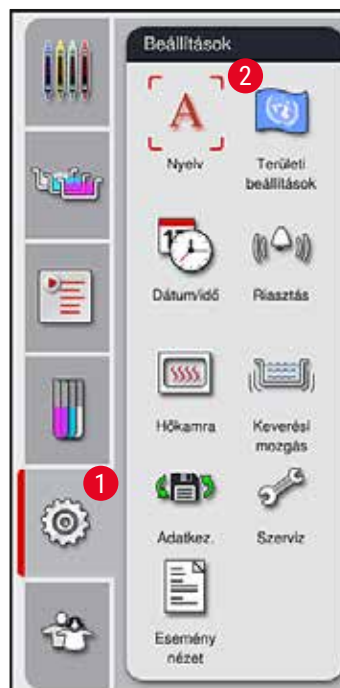 Beállítások
2
A
Nyelv
Területi
beállítások
Dátum/idő
Riasztás
Hőkamra
Keverési
mozgás
1
Adatkez.
Szerviz
Esemény
nézet